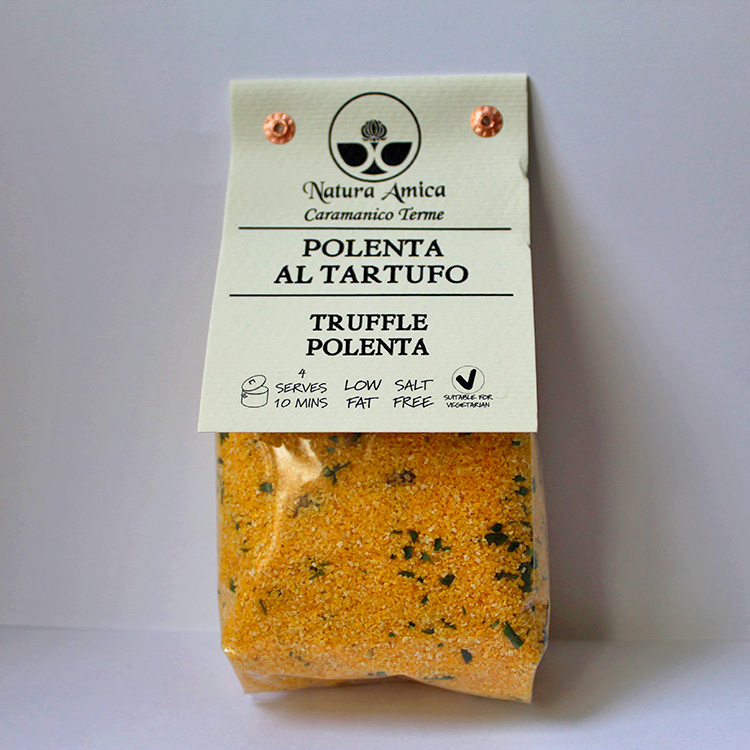 Natura Amica
Caramanico Terme
POLENTA
AL TARTUFO
TRUFFLE
POLENTA
4
SERVES
10 MINS
LOW
FAT
SALT
FREE
SUITABLE FOR
VEGETARIAN